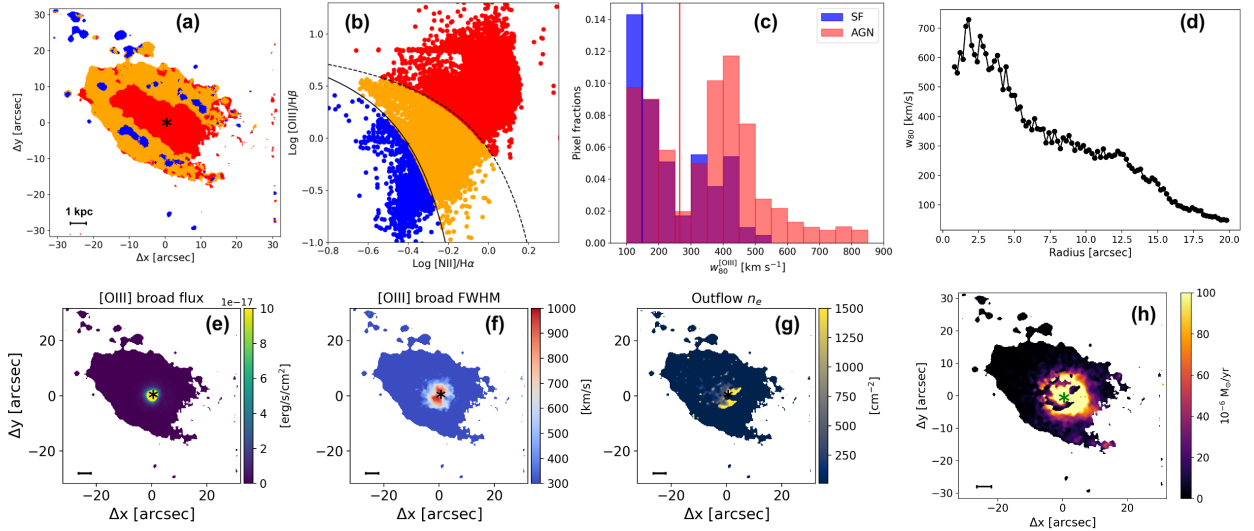 (a)
30
20
10
0
−10
−20
−30
Δy [arcsec]
1 kpc
−30 −20 −10 0 10 20 30
Δx [arcsec]
(b)
1.0
0.5
0.0
−0.5
−1.0
Log [OIII]/Hβ
−0.8 −0.6 −0.4 −0.2 0.0 0.2
Log [NII]/Hα
(c)
SF
AGN
0.14
0.12
0.10
0.08
0.06
0.04
0.02
0.00
Pixel fractions
100 200 300 400 500 600 700 800 900
w80[OIII] [km s−1]
(d)
700
600
500
400
300
200
100
w80 [km/s]
0.0 2.5 5.0 7.5 10.0 12.5 15.0 17.5 20.0
Radius [arcsec]
[OIII] broad flux
1e−17
(e)
20
0
−20
Δy [arcsec]
−20 0 20
Δx [arcsec]
10
8
6
4
2
0
[erg/s/cm2]
[OIII] broad FWHM
(f)
20
0
−20
−20 0 20
Δx [arcsec]
1000
900
800
700
600
500
400
300
[km/s]
Outflow ne
(g)
20
0
−20
−20 0 20
Δx [arcsec]
1500
1250
1000
750
500
250
[cm−2]
(h)
30
20
10
0
−10
−20
−30
Δy [arcsec]
−20 0 20
Δx [arcsec]
100
80
60
40
20
0
10−6 M⊙/yr